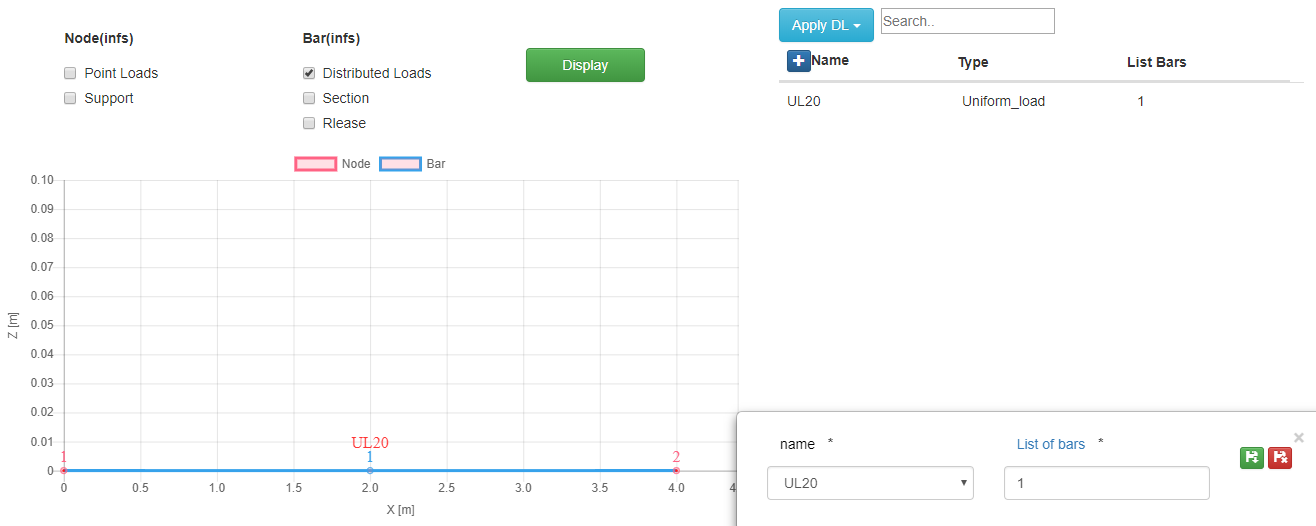 Node(infs)
Point Loads
Support
Bar(infs)
Distributed Loads
Section
Rlease
Display
Apply DL
Search..
Name Type List Bars
UL20 Uniform_load 1
Node Bar
0.10
0.09
0.08
0.07
0.06
0.05
0.04
0.03
0.02
0.01
0
Z [m]
UL20
1 1 2
0 0.5 1.0 1.5 2.0 2.5 3.0 3.5 4.0 4
X [m]
name * List of bars *
×
UL20 1